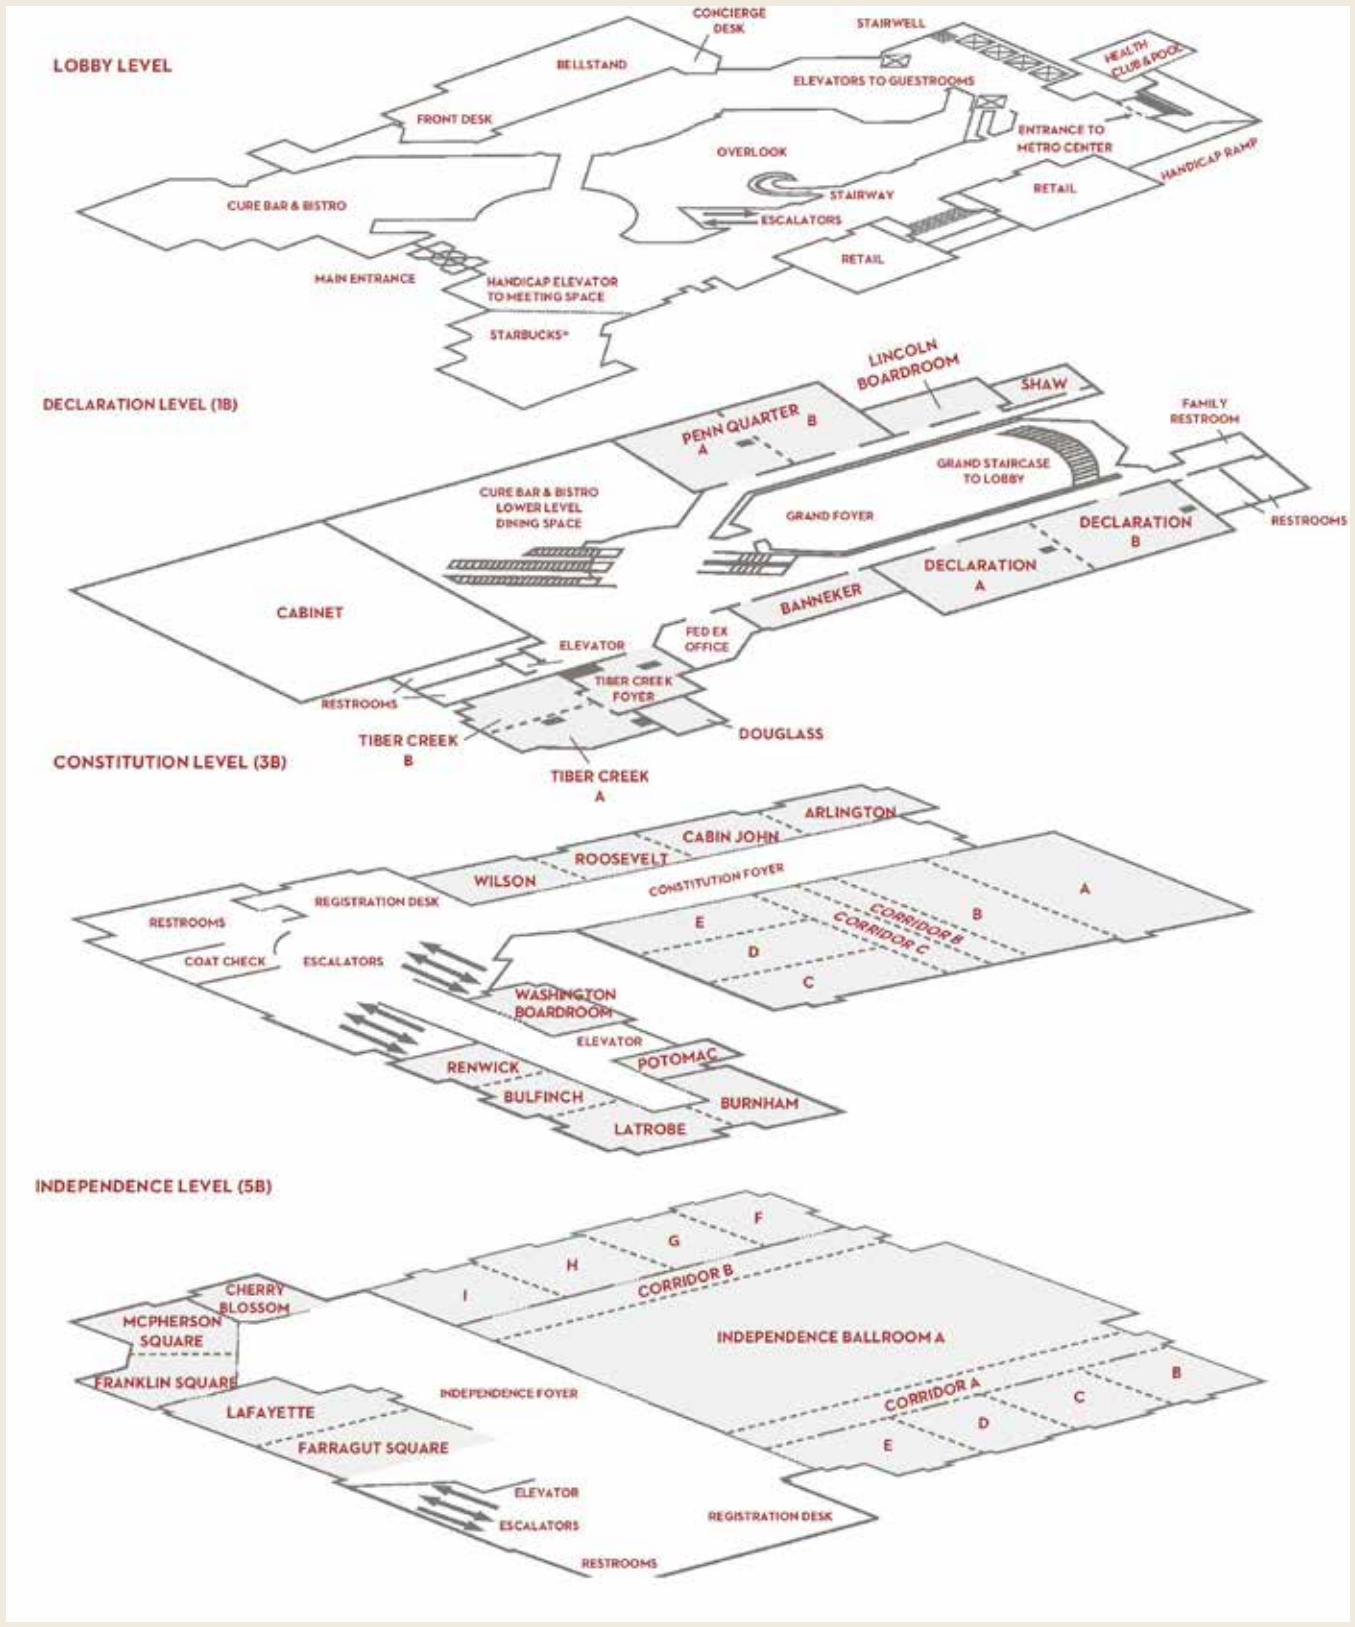 CONCIERGE
DESK
STAIRWELL
LOBBY LEVEL
BELLSTAND
HEALTH
CLUB & POOL
ELEVATORS TO GUESTROOMS
FRONT DESK
ENTRANCE TO
METRO CENTER
OVERLOOK
HANDICAP RAMP
RETAIL
STAIRWAY
CURE BAR & BISTRO
ESCALATORS
RETAIL
MAIN ENTRANCE
HANDICAP ELEVATOR
TO MEETING SPACE
STARBUCKS®
DECLARATION LEVEL (1B)
LINCOLN
BOARDROOM
SHAW
FAMILY
RESTROOM
PENN QUARTER
A
B
GRAND STAIRCASE
TO LOBBY
CURE BAR & BISTRO
LOWER LEVEL
DINING SPACE
GRAND FOYER
RESTROOMS
DECLARATION
B
DECLARATION
A
BANNEKER
CABINET
FED EX
OFFICE
ELEVATOR
TIBER CREEK
FOYER
RESTROOMS
DOUGLASS
TIBER CREEK
B
TIBER CREEK
A
CONSTITUTION LEVEL (3B)
ARLINGTON
CABIN JOHN
ROOSEVELT
WILSON
CONSTITUTION FOYER
REGISTRATION DESK
RESTROOMS
A
B
CORRIDOR B
CORRIDOR C
E
D
C
COAT CHECK
ESCALATORS
WASHINGTON
BOARDROOM
ELEVATOR
POTOMAC
RENWICK
BULFINCH
BURNHAM
LATROBE
INDEPENDENCE LEVEL (5B)
F
G
H
I
CORRIDOR B
CHERRY
BLOSSOM
MCPHERSON
SQUARE
INDEPENDENCE BALLROOM A
FRANKLIN SQUARE
INDEPENDENCE FOYER
CORRIDOR A
B
C
D
E
LAFAYETTE
FARRAGUT SQUARE
ELEVATOR
REGISTRATION DESK
ESCALATORS
RESTROOMS